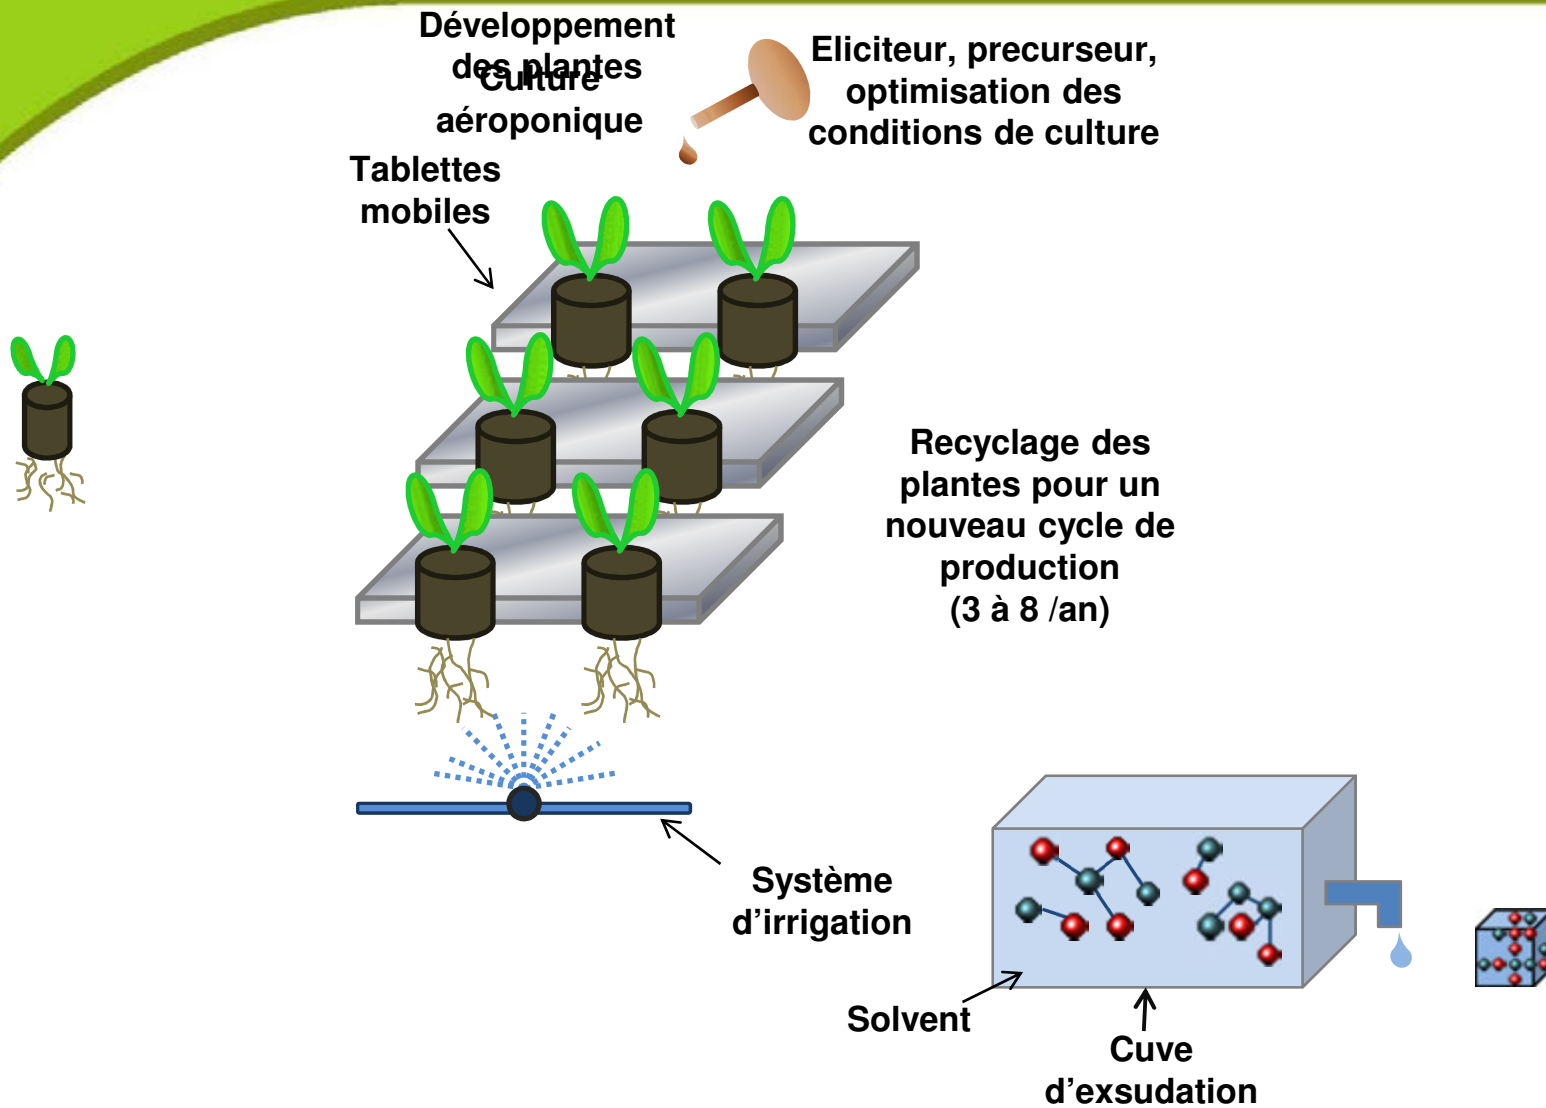 Développement
des plantes
Culture
aéroponique
Eliciteur, precurseur,
optimisation des
conditions de culture
Tablettes
mobiles
Recyclage des
plantes pour un
nouveau cycle de
production
(3 à 8 /an)
Système
d’irrigation
Solvent
Cuve
d’exsudation